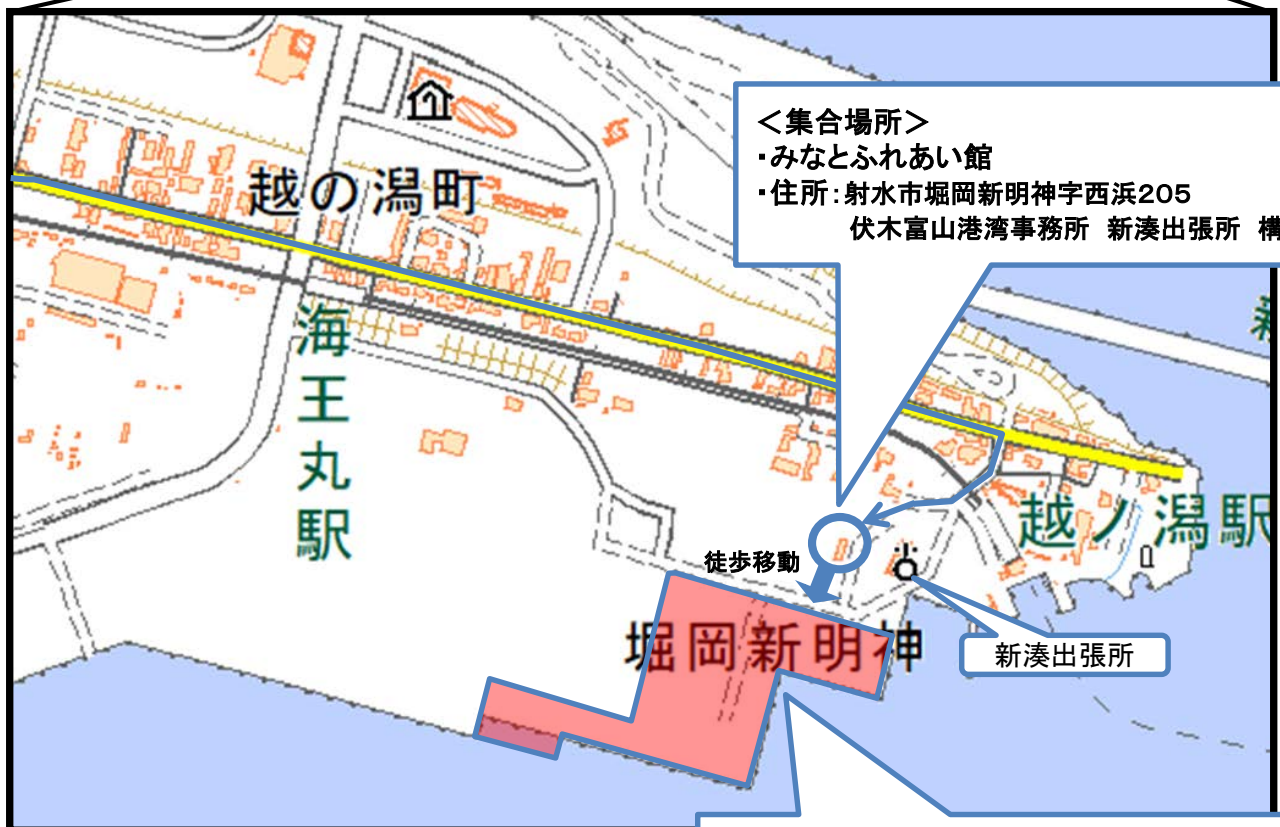 <集合場所>
・みなとふれあい館
・住所:射水市堀岡新明神字西浜205
伏木富山港湾事務所 新湊出張所 構
越の潟町
海王丸駅
越ノ潟駅
徒歩移動
堀岡新明神
新湊出張所